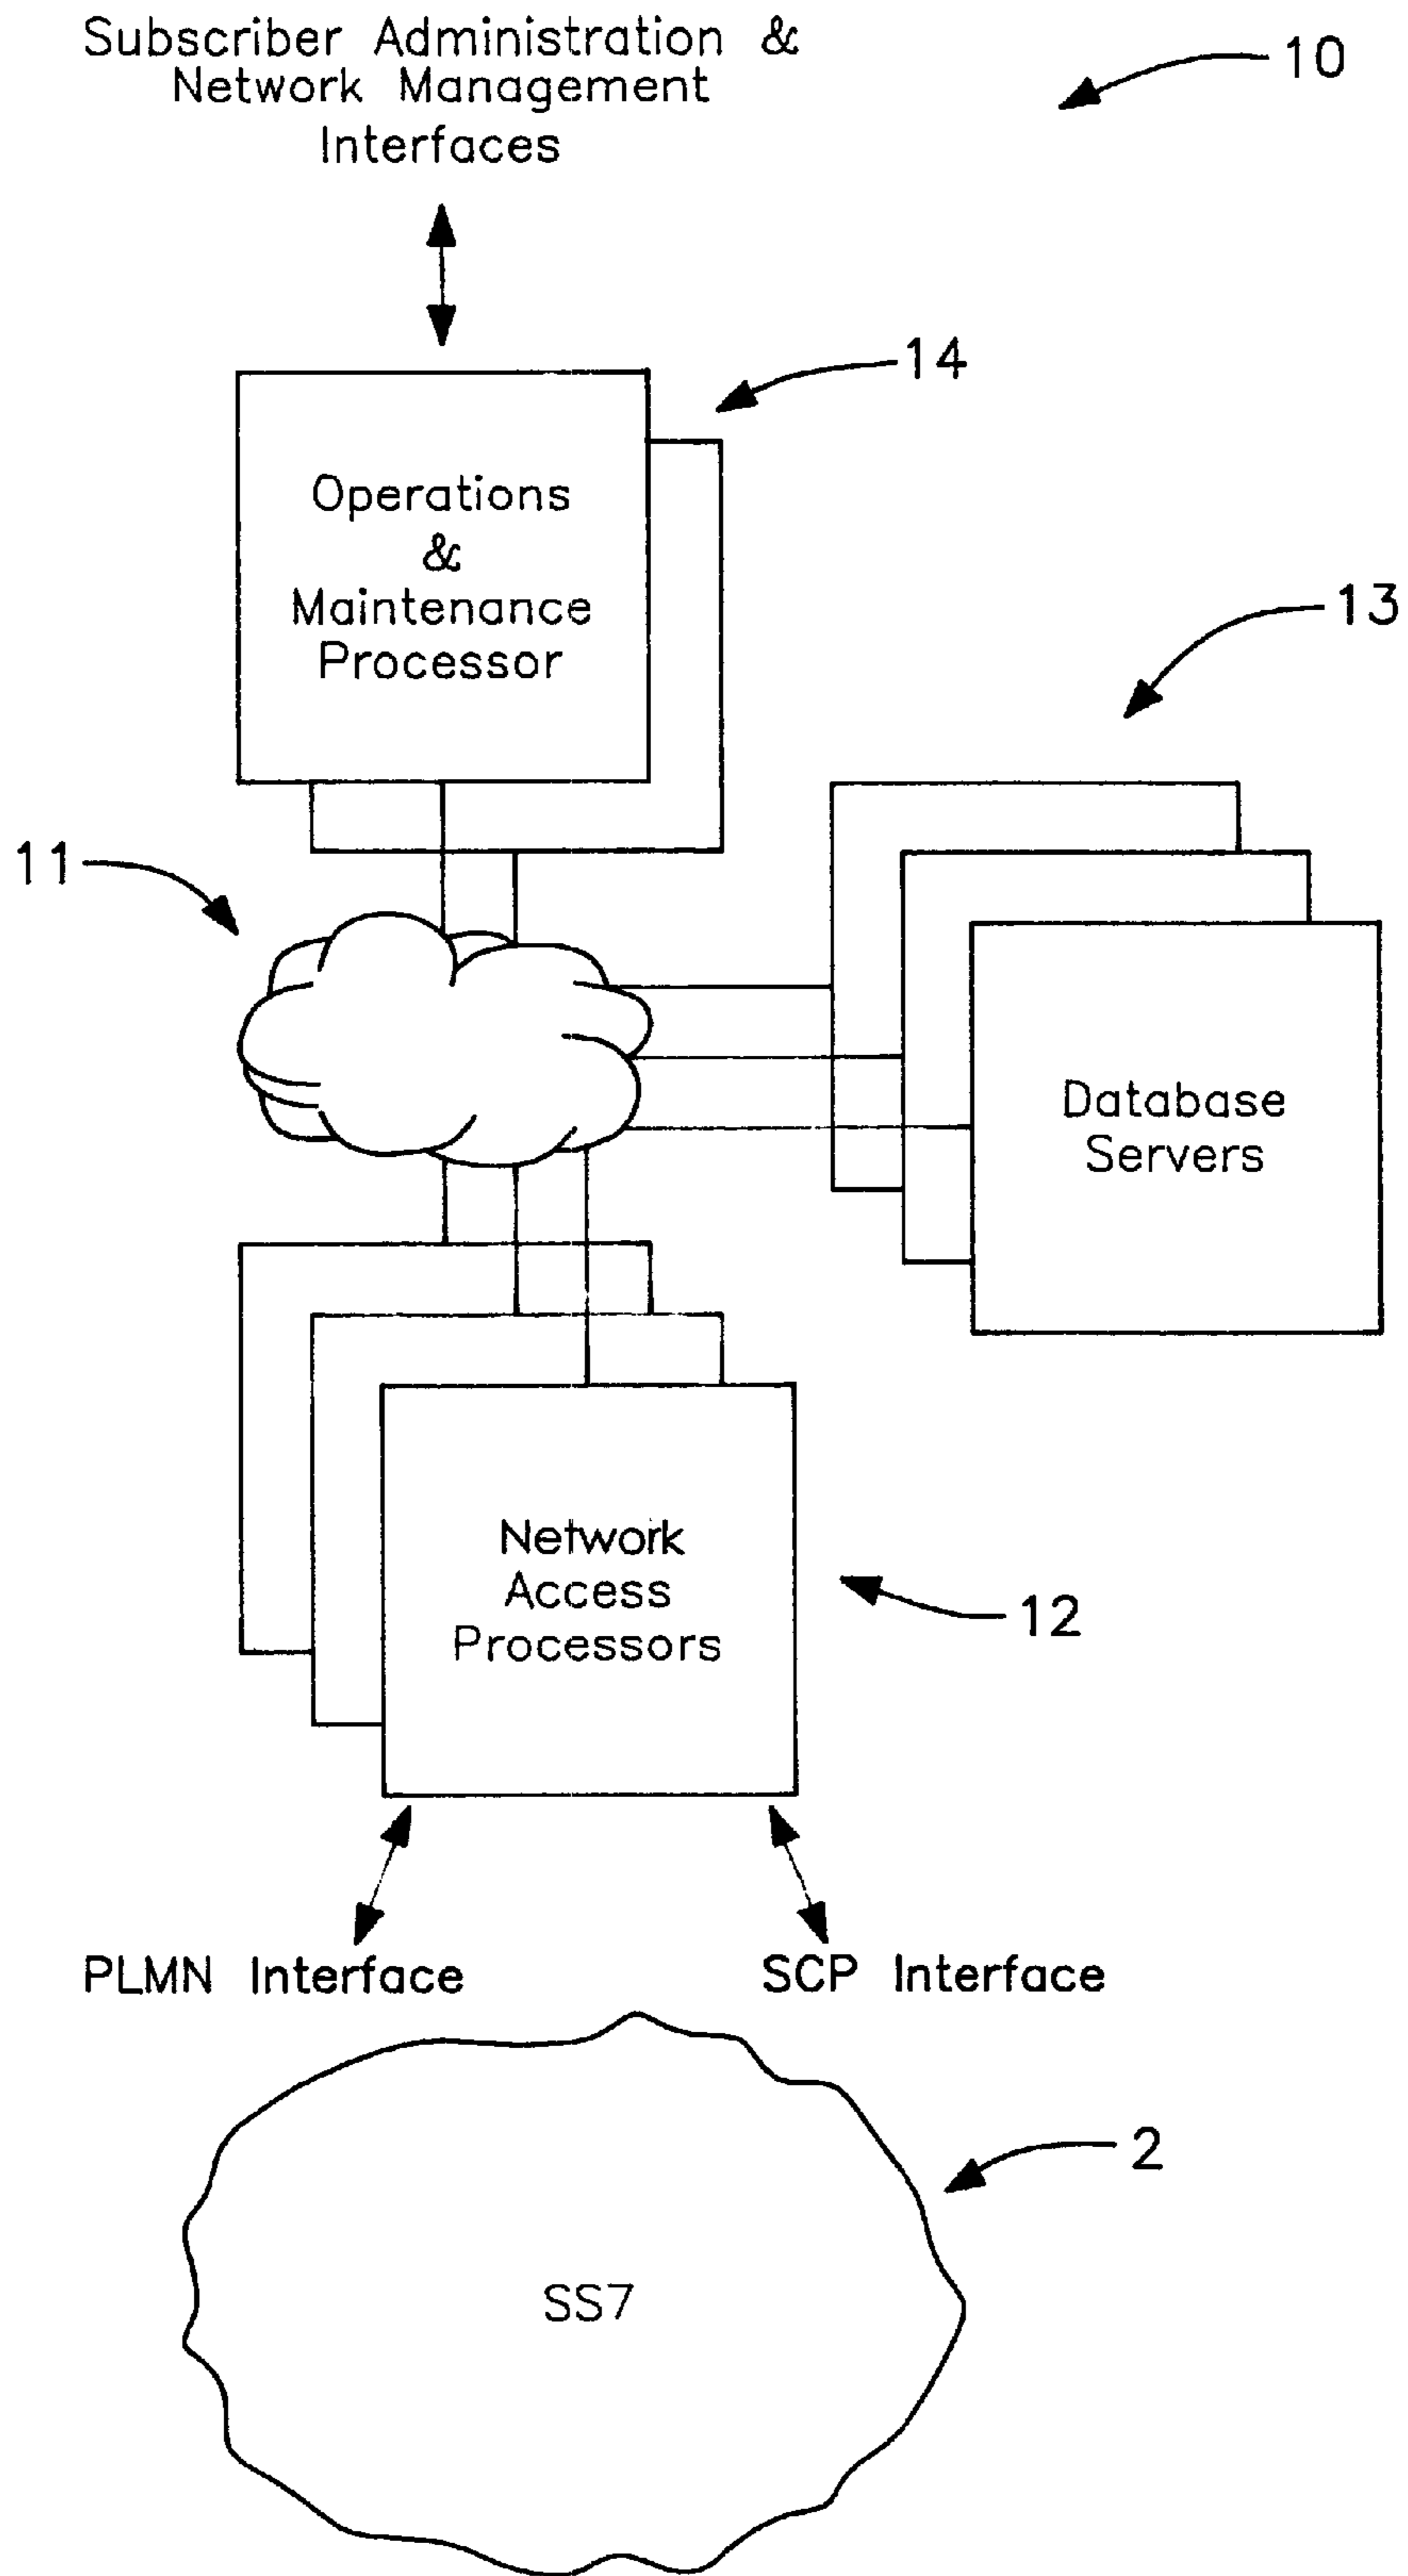 Subscriber Administration &
Network Management
Interfaces
10
14
Operations
&
Maintenance
Processor
13
11
Database
Servers
Network
Access
Processors
12
PLMN Interface
SCP Interface
2
SS7